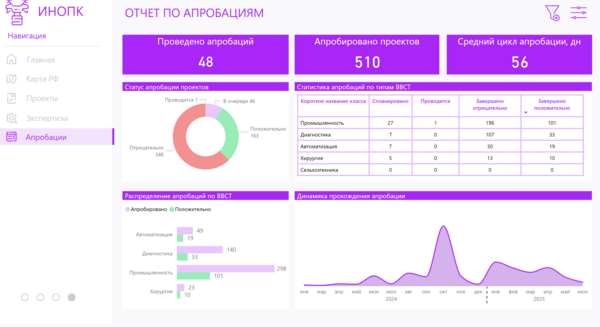 ИНОПК
ОТЧЕТ ПО АПРОБАЦИЯМ
Навигация
Главная
Карта РФ
Проекты
Экспертизы
Апробации
Проведено апробаций
48
Апробировано проектов
510
Средний цикл апробации, дн
56
Статус апробации проектов
Проводится 1
В очереди 46
Положительно
163
Отрицательно
346
Статистика апробаций по типам ВВСТ
Короткое название класса Спланировано Проводится Завершено отрицательно Завершено положительно
Промышленность 27 1 196 101
Диагностика 7 0 107 33
Автоматизация 7 0 30 19
Хирургия 5 0 13 10
Сельхозтехника 0 0 0 0
Распределение апробаций по ВВСТ
Апробировано Положительно
Автоматизация 49
19
Диагностика 140
33
Промышленность 298
101
Хирургия 23
10
Динамика прохождения апробации
янв мар апр май июн июл авг сен окт ноя дек янв фев мар апр май июн
2024 2025